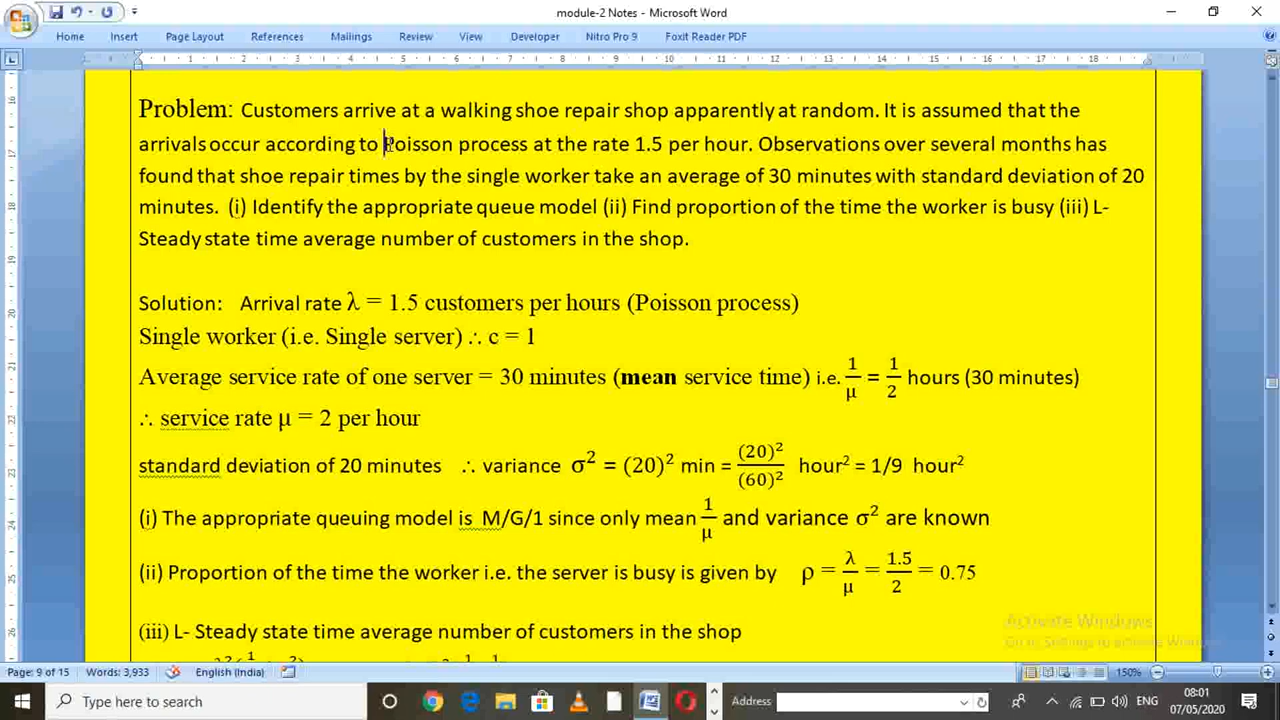 module-2 Notes - Microsoft Word
Home Insert Page Layout References Mailings Review View Developer Nitro Pro 9 Foxit Reader PDF
Problem: Customers arrive at a walking shoe repair shop apparently at random. It is assumed that the
arrivals occur according to Poisson process at the rate 1.5 per hour. Observations over several months has
found that shoe repair times by the single worker take an average of 30 minutes with standard deviation of 20
minutes. (i) Identify the appropriate queue model (ii) Find proportion of the time the worker is busy (iii) L-
Steady state time average number of customers in the shop.
Solution: Arrival rate λ = 1.5 customers per hours (Poisson process)
Single worker (i.e. Single server) ∴ c = 1
Average service rate of one server = 30 minutes (mean service time) i.e. 1/μ = 1/2 hours (30 minutes)
∴ service rate μ = 2 per hour
standard deviation of 20 minutes ∴ variance σ² = (20)² min = (20)²/(60)² hour² = 1/9 hour²
(i) The appropriate queuing model is M/G/1 since only mean 1/μ and variance σ² are known
(ii) Proportion of the time the worker i.e. the server is busy is given by ρ = λ/μ = 1.5/2 = 0.75
(iii) L- Steady state time average number of customers in the shop
Activate Windows
Go to Settings to activate Windows.
Page: 9 of 15 Words: 3,933 English (India) 150%
Type here to search Address ENG 08:01
07/05/2020